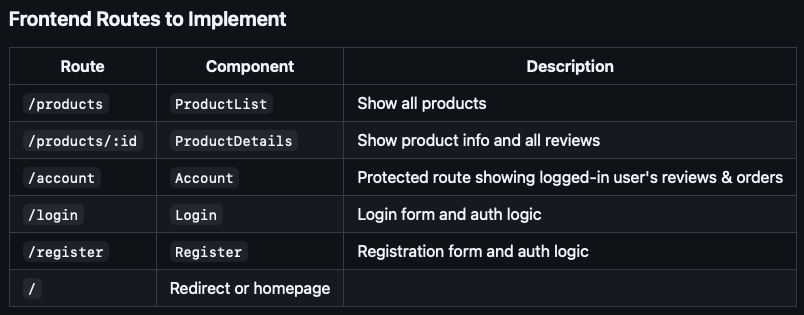 Frontend Routes to Implement
Route Component Description
/products ProductList Show all products
/products/:id ProductDetails Show product info and all reviews
/account Account Protected route showing logged-in user's reviews & orders
/login Login Login form and auth logic
/register Register Registration form and auth logic
/ Redirect or homepage